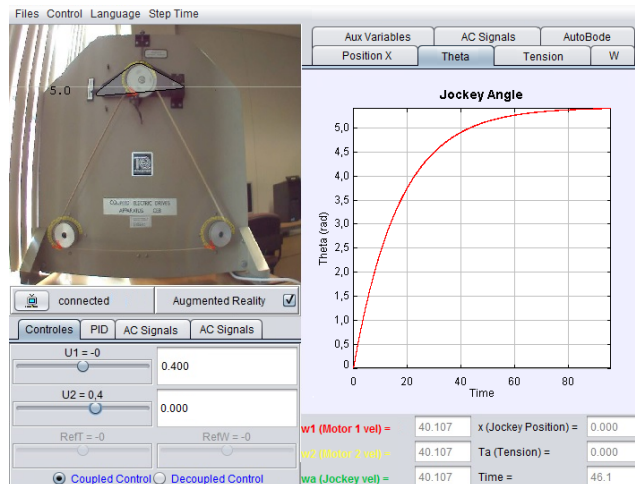 Files Control Language Step Time
5.0
COUPLED ELECTRIC DRIVES
APPARATUS CE8
connected
Augmented Reality
Controles PID AC Signals AC Signals
U1 = -0
0.400
U2 = 0,4
0.000
RefT = -0 RefW = -0
Coupled Control Decoupled Control
Aux Variables AC Signals AutoBode
Position X Theta Tension W
Jockey Angle
Theta (rad)
5,0
4,5
4,0
3,5
3,0
2,5
2,0
1,5
1,0
0,5
0
0 20 40 60 80
Time
w1 (Motor 1 vel) = 40.107 x (Jockey Position) = 0.000
w2 (Motor 2 vel) = 40.107 Ta (Tension) = 0.000
wa (Jockey vel) = 40.107 Time = 46.1